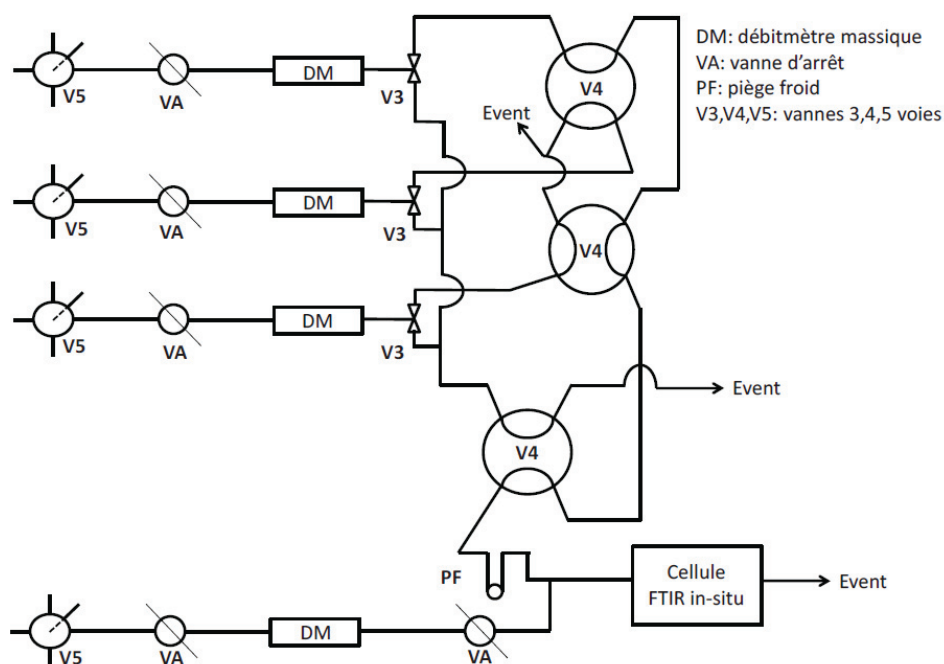 DM: débitmètre massique
VA: vanne d'arrêt
PF: piège froid
V3,V4,V5: vannes 3,4,5 voies
V5
VA
DM
V3
V4
Event
V5
VA
DM
V3
V4
V5
VA
DM
V3
Event
V4
PF
Cellule
FTIR in-situ
Event
V5
VA
DM
VA